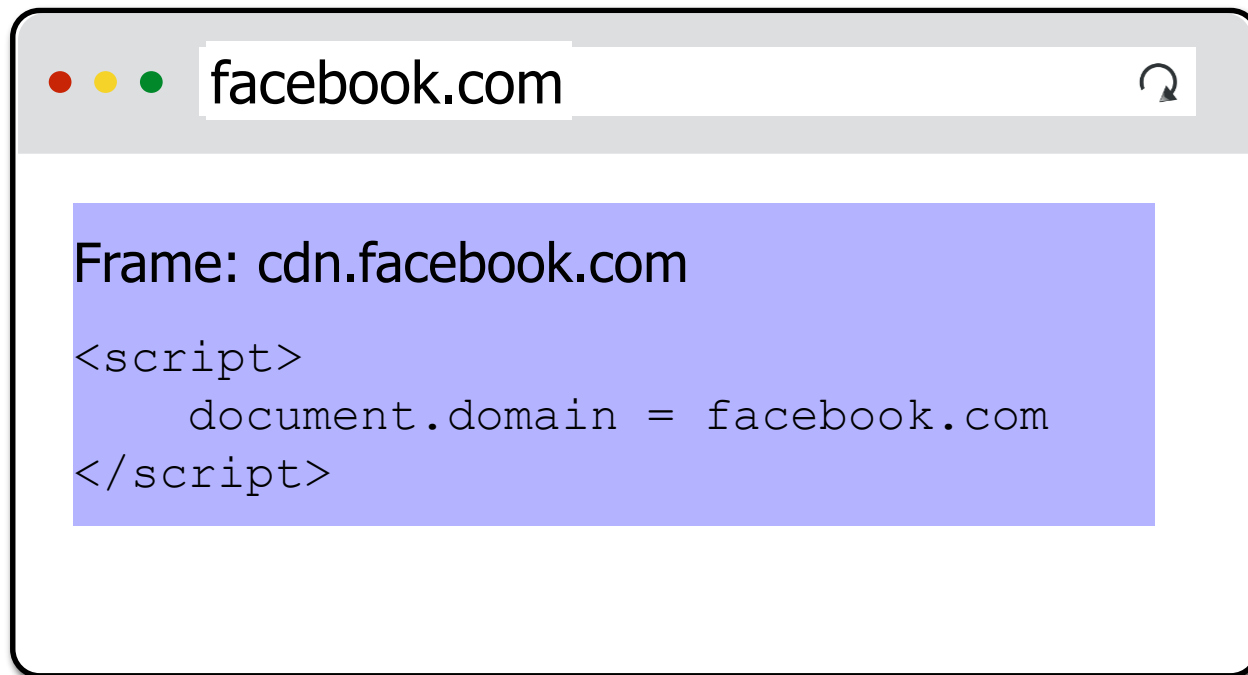 facebook.com
Frame: cdn.facebook.com
<script>
    document.domain = facebook.com
</script>